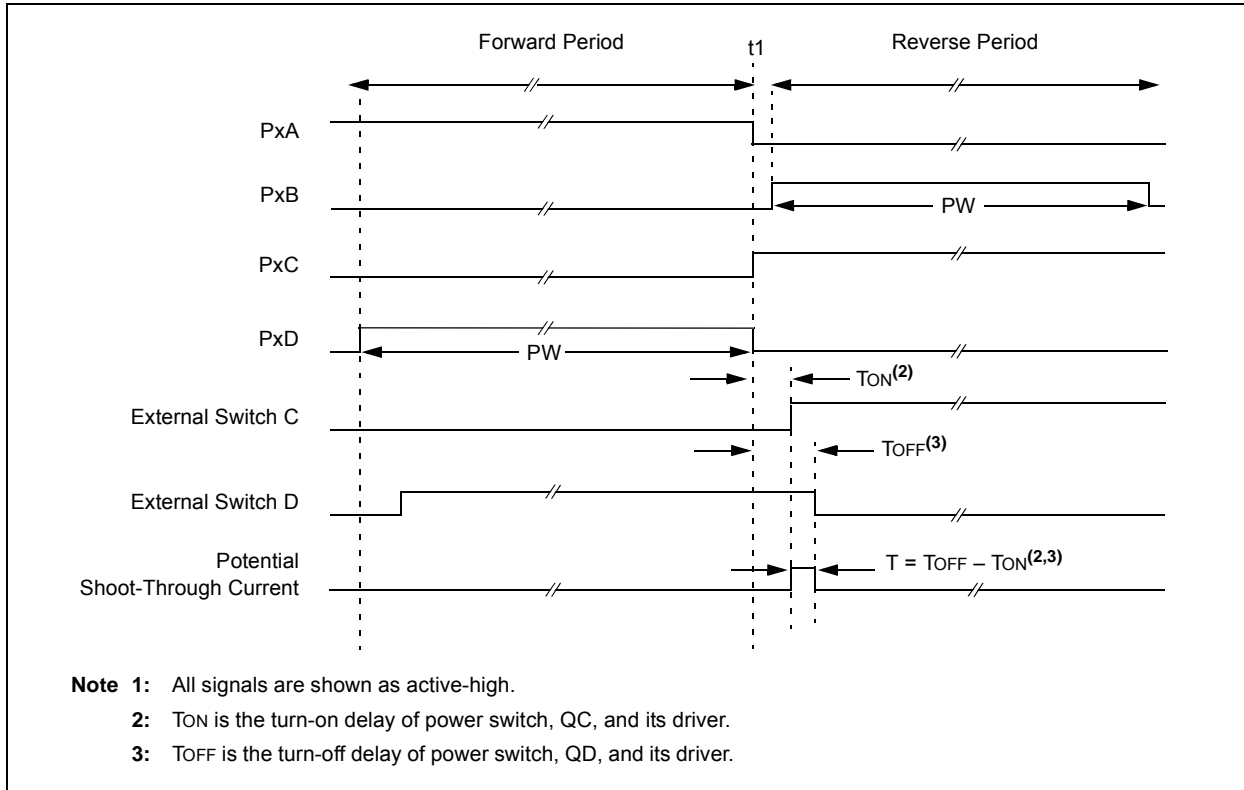 Forward Period
t1
Reverse Period
PxA
PxB
PW
PxC
PxD
PW
TON(2)
External Switch C
TOFF(3)
External Switch D
Potential
Shoot-Through Current
T = TOFF – TON(2,3)
Note 1: All signals are shown as active-high.
2: TON is the turn-on delay of power switch, QC, and its driver.
3: TOFF is the turn-off delay of power switch, QD, and its driver.